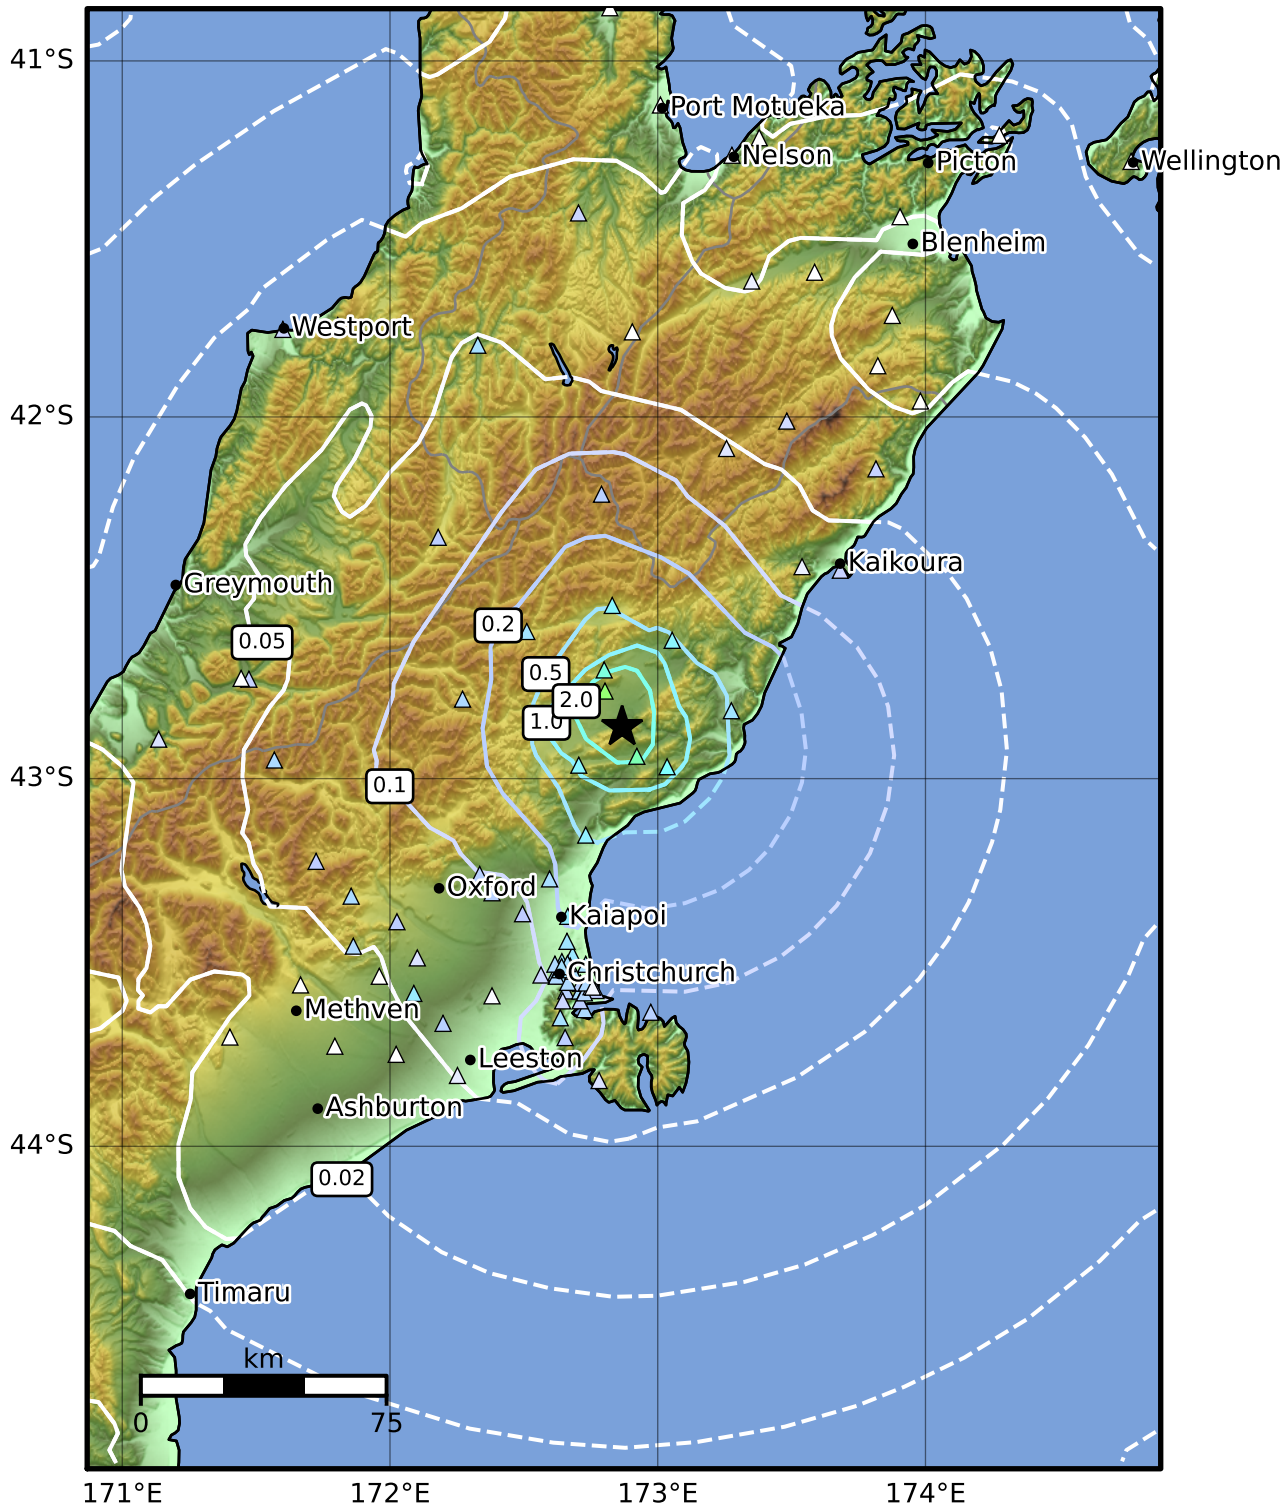 41°S
Port Motueka
Nelson
Picton
Wellington
Blenheim
Westport
42°S
Kaikoura
Greymouth
0.2
0.05
0.5
2.0
1.0
43°S
0.1
Oxford
Kaiapoi
Christchurch
Methven
Leeston
Ashburton
44°S
0.02
Timaru
km
0
75
171°E
172°E
173°E
174°E